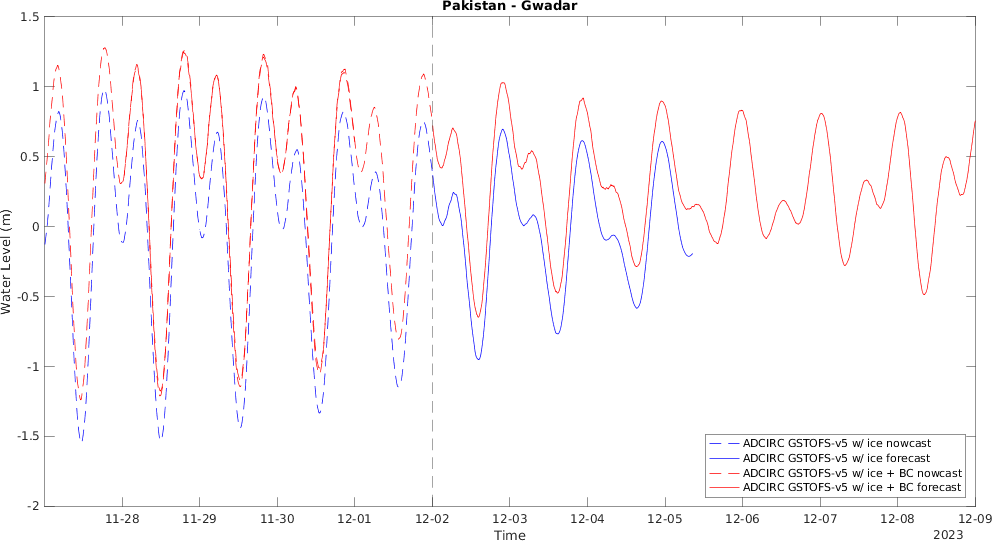 Pakistan - Gwadar
1.5
1
0.5
0
-0.5
-1
-1.5
-2
Water Level (m)
11-28 11-29 11-30 12-01 12-02 12-03 12-04 12-05 12-06 12-07 12-08 12-09
Time
2023
ADCIRC GSTOFS-v5 w/ ice nowcast
ADCIRC GSTOFS-v5 w/ ice forecast
ADCIRC GSTOFS-v5 w/ ice + BC nowcast
ADCIRC GSTOFS-v5 w/ ice + BC forecast